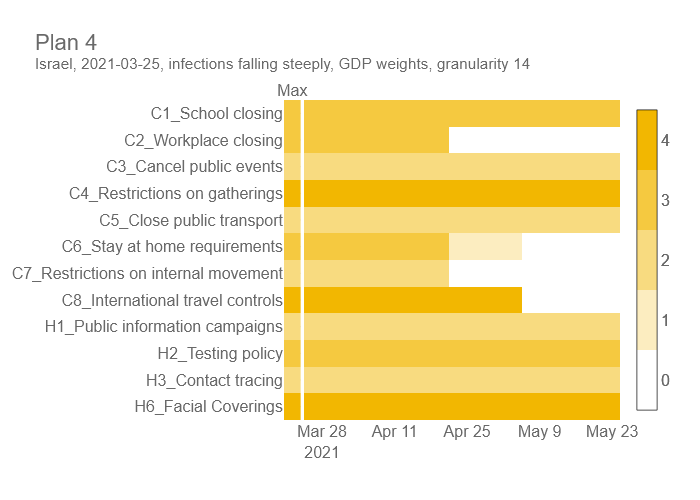 Plan 4
Israel, 2021-03-25, infections falling steeply, GDP weights, granularity 14
Max
C1_School closing
C2_Workplace closing
C3_Cancel public events
C4_Restrictions on gatherings
C5_Close public transport
C6_Stay at home requirements
C7_Restrictions on internal movement
C8_International travel controls
H1_Public information campaigns
H2_Testing policy
H3_Contact tracing
H6_Facial Coverings
4
3
2
1
0
Mar 28 Apr 11 Apr 25 May 9 May 23
2021